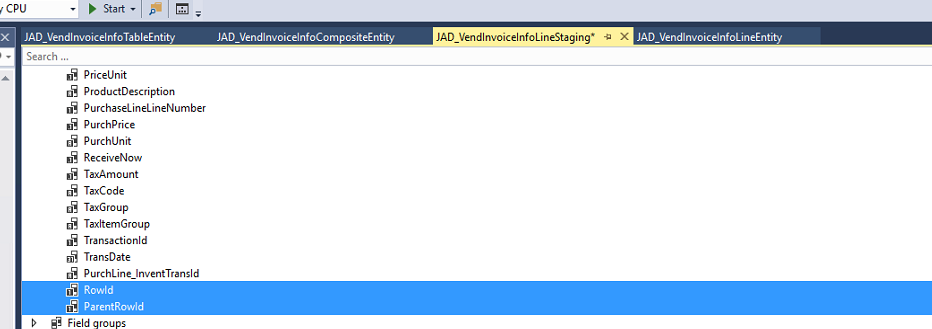 y CPU Start
JAD_VendInvoiceInfoTableEntity JAD_VendInvoiceInfoCompositeEntity JAD_VendInvoiceInfoLineStaging* JAD_VendInvoiceInfoLineEntity
Search ...
PriceUnit
ProductDescription
PurchaseLineLineNumber
PurchPrice
PurchUnit
ReceiveNow
TaxAmount
TaxCode
TaxGroup
TaxItemGroup
TransactionId
TransDate
PurchLine_InventTransId
RowId
ParentRowId
Field groups